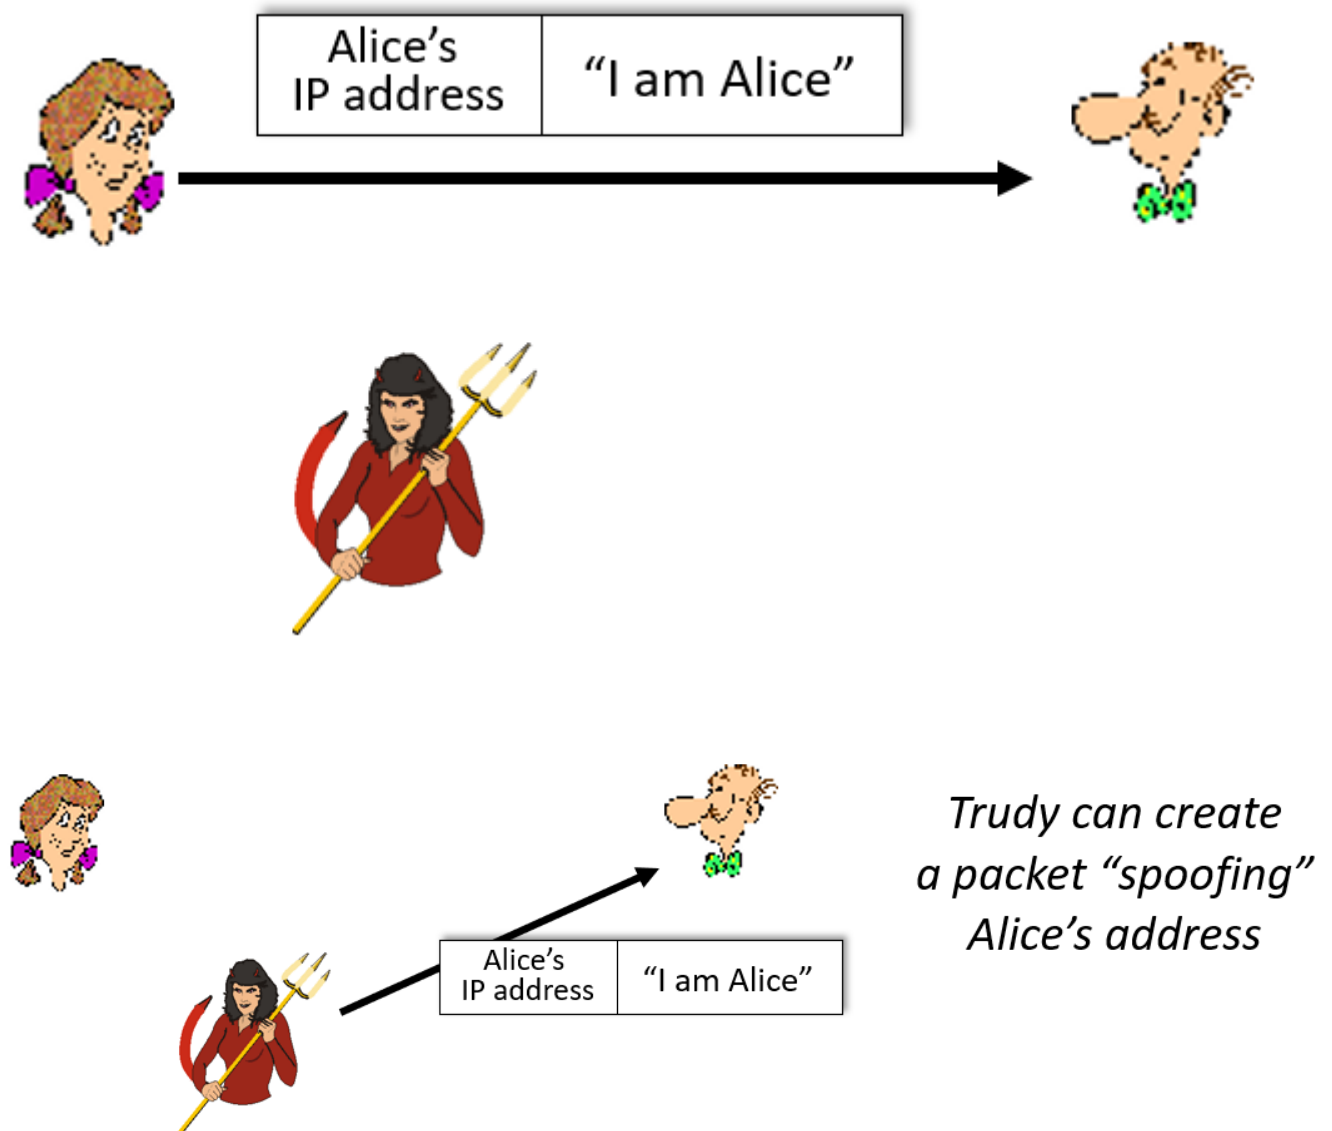 Alice’s
IP address
“I am Alice”
Alice’s
IP address
“I am Alice”
Trudy can create
a packet “spoofing”
Alice’s address